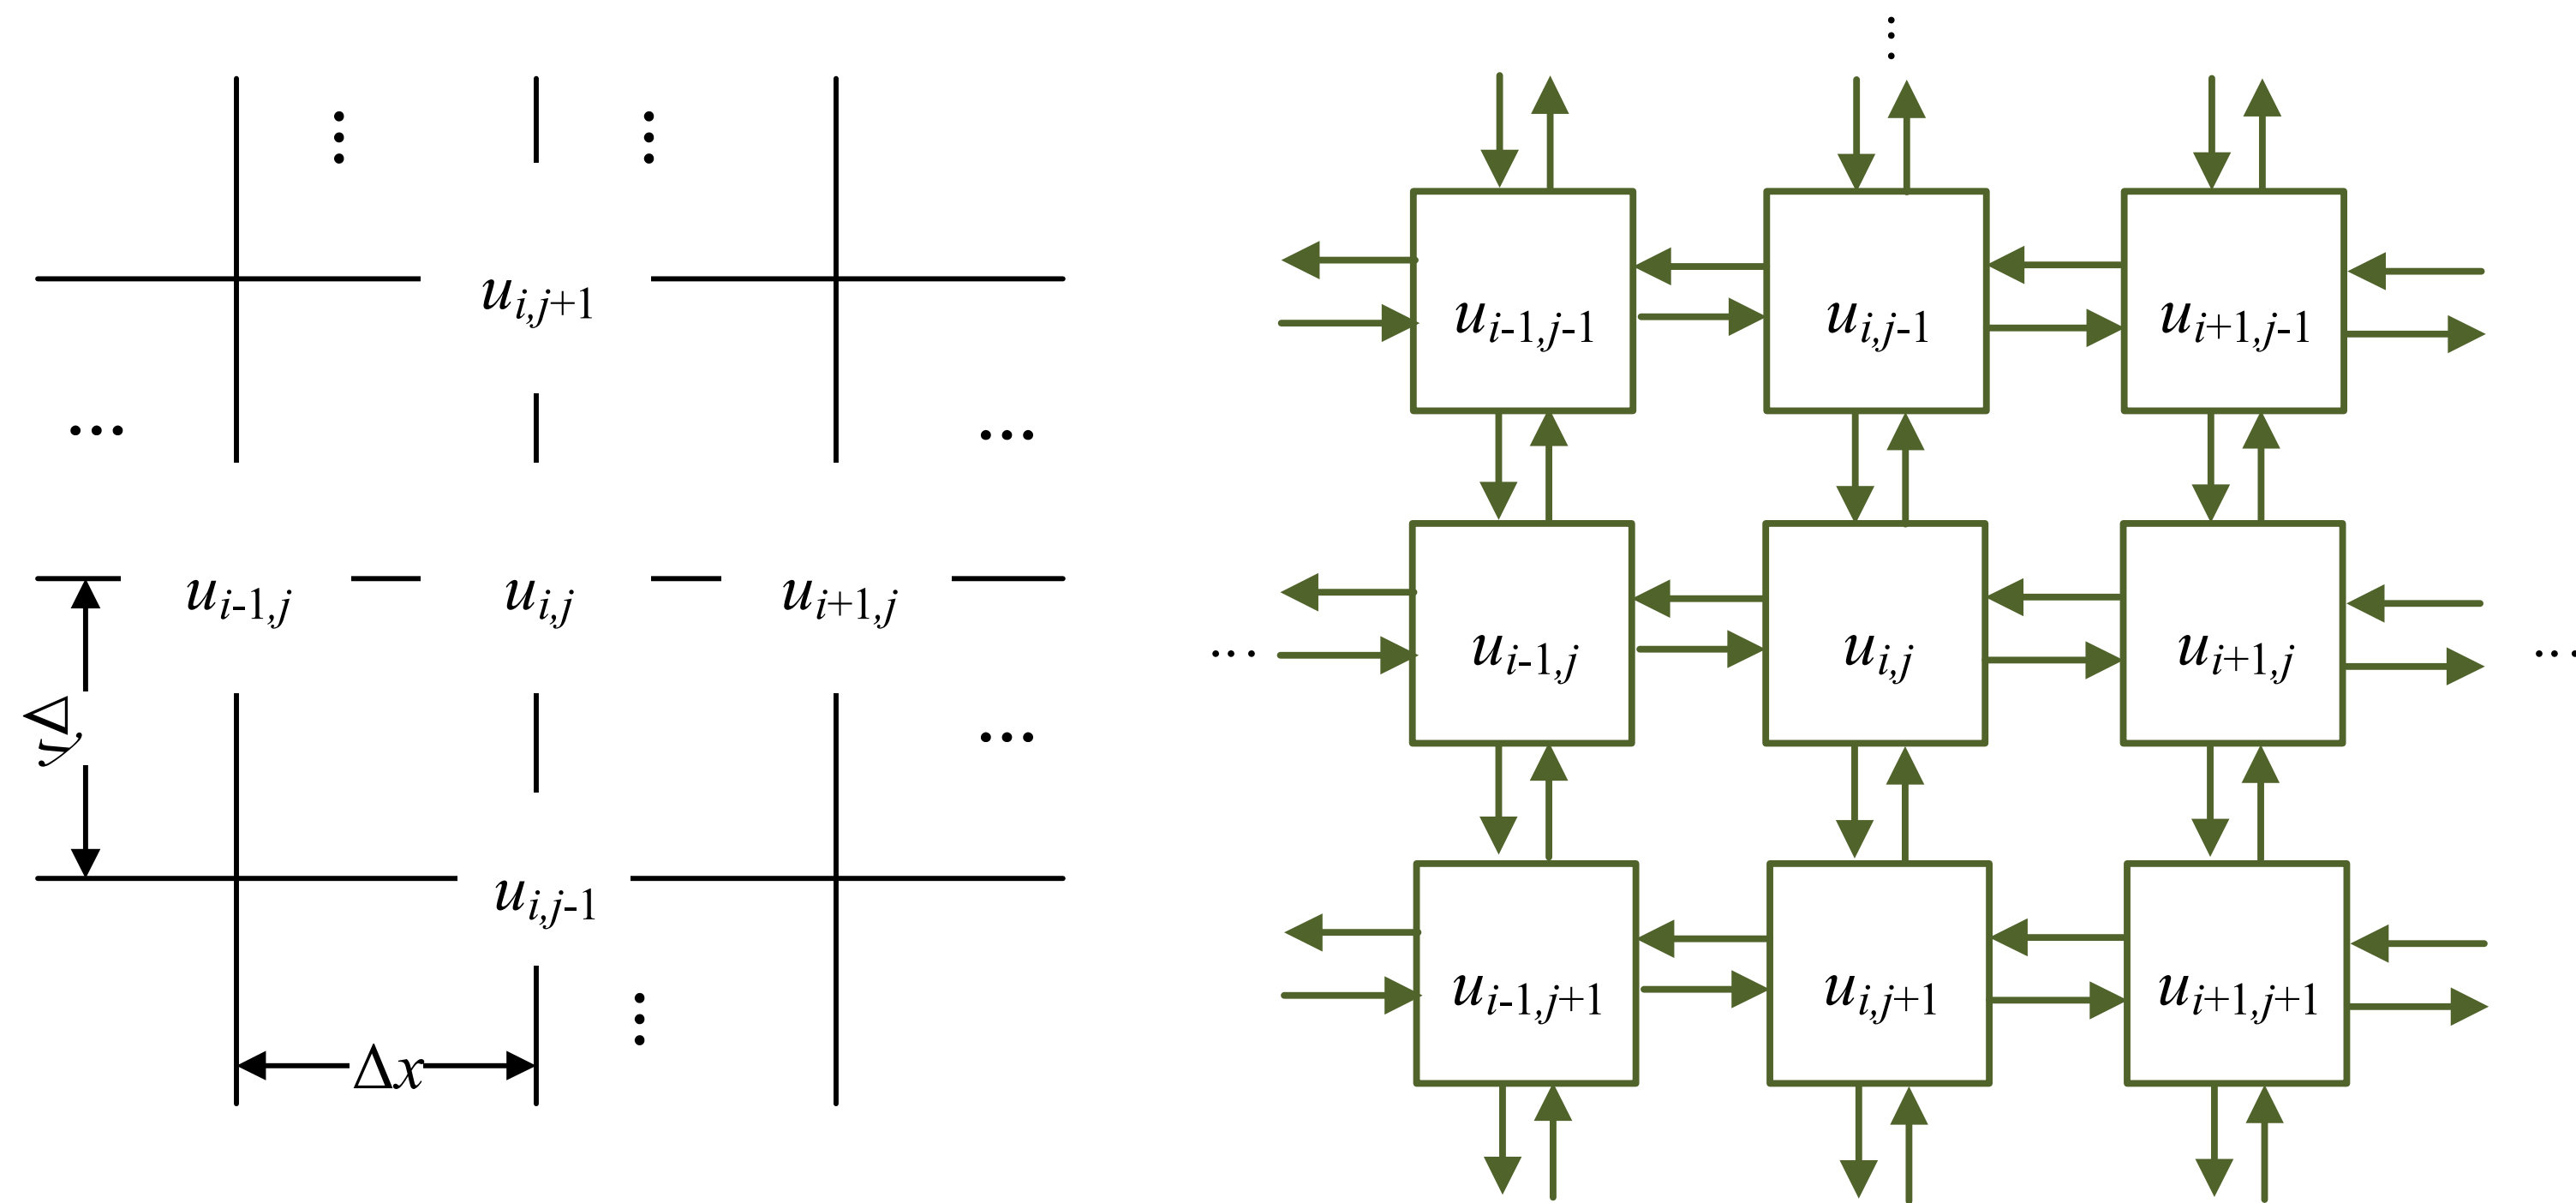 u_{i,j+1}
u_{i-1,j} u_{i,j} u_{i+1,j}
Δy
u_{i,j-1}
Δx
u_{i-1,j-1} u_{i,j-1} u_{i+1,j-1}
u_{i-1,j} u_{i,j} u_{i+1,j}
u_{i-1,j+1} u_{i,j+1} u_{i+1,j+1}